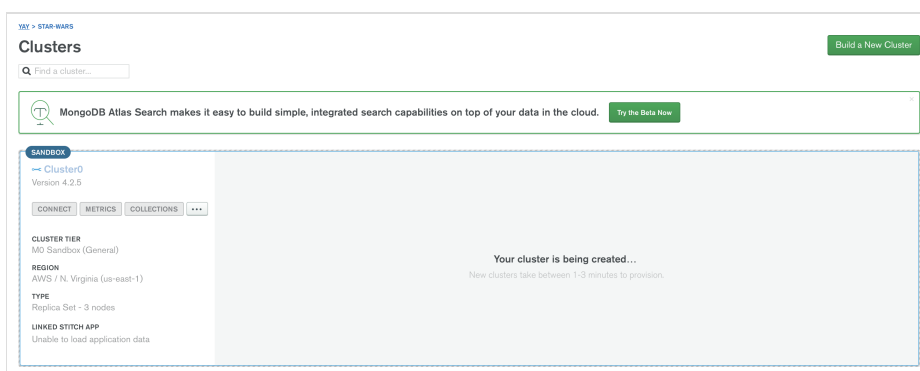 YAY > STAR-WARS
Clusters
Build a New Cluster
Find a cluster...
MongoDB Atlas Search makes it easy to build simple, integrated search capabilities on top of your data in the cloud.
Try the Beta Now
×
SANDBOX
Cluster0
Version 4.2.5
CONNECT METRICS COLLECTIONS ...
CLUSTER TIER
M0 Sandbox (General)
REGION
AWS / N. Virginia (us-east-1)
TYPE
Replica Set - 3 nodes
LINKED STITCH APP
Unable to load application data
Your cluster is being created...
New clusters take between 1-3 minutes to provision.